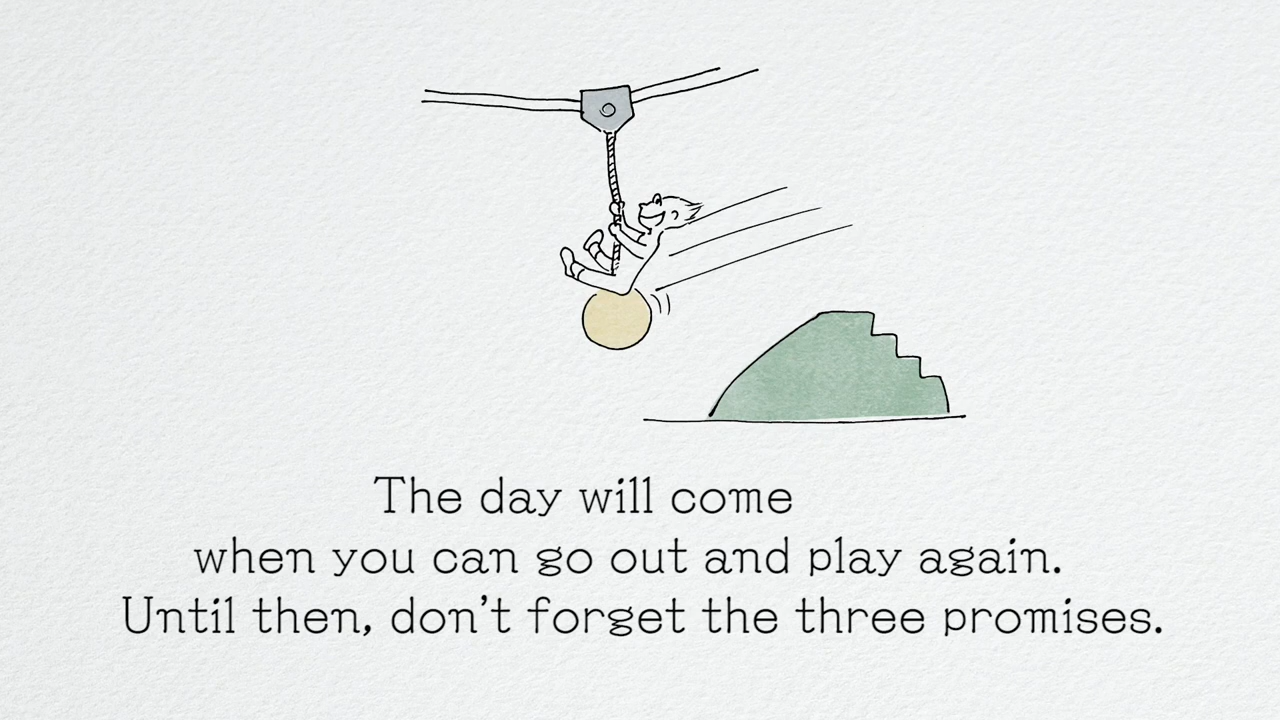 The day will come
when you can go out and play again.
Until then, don't forget the three promises.